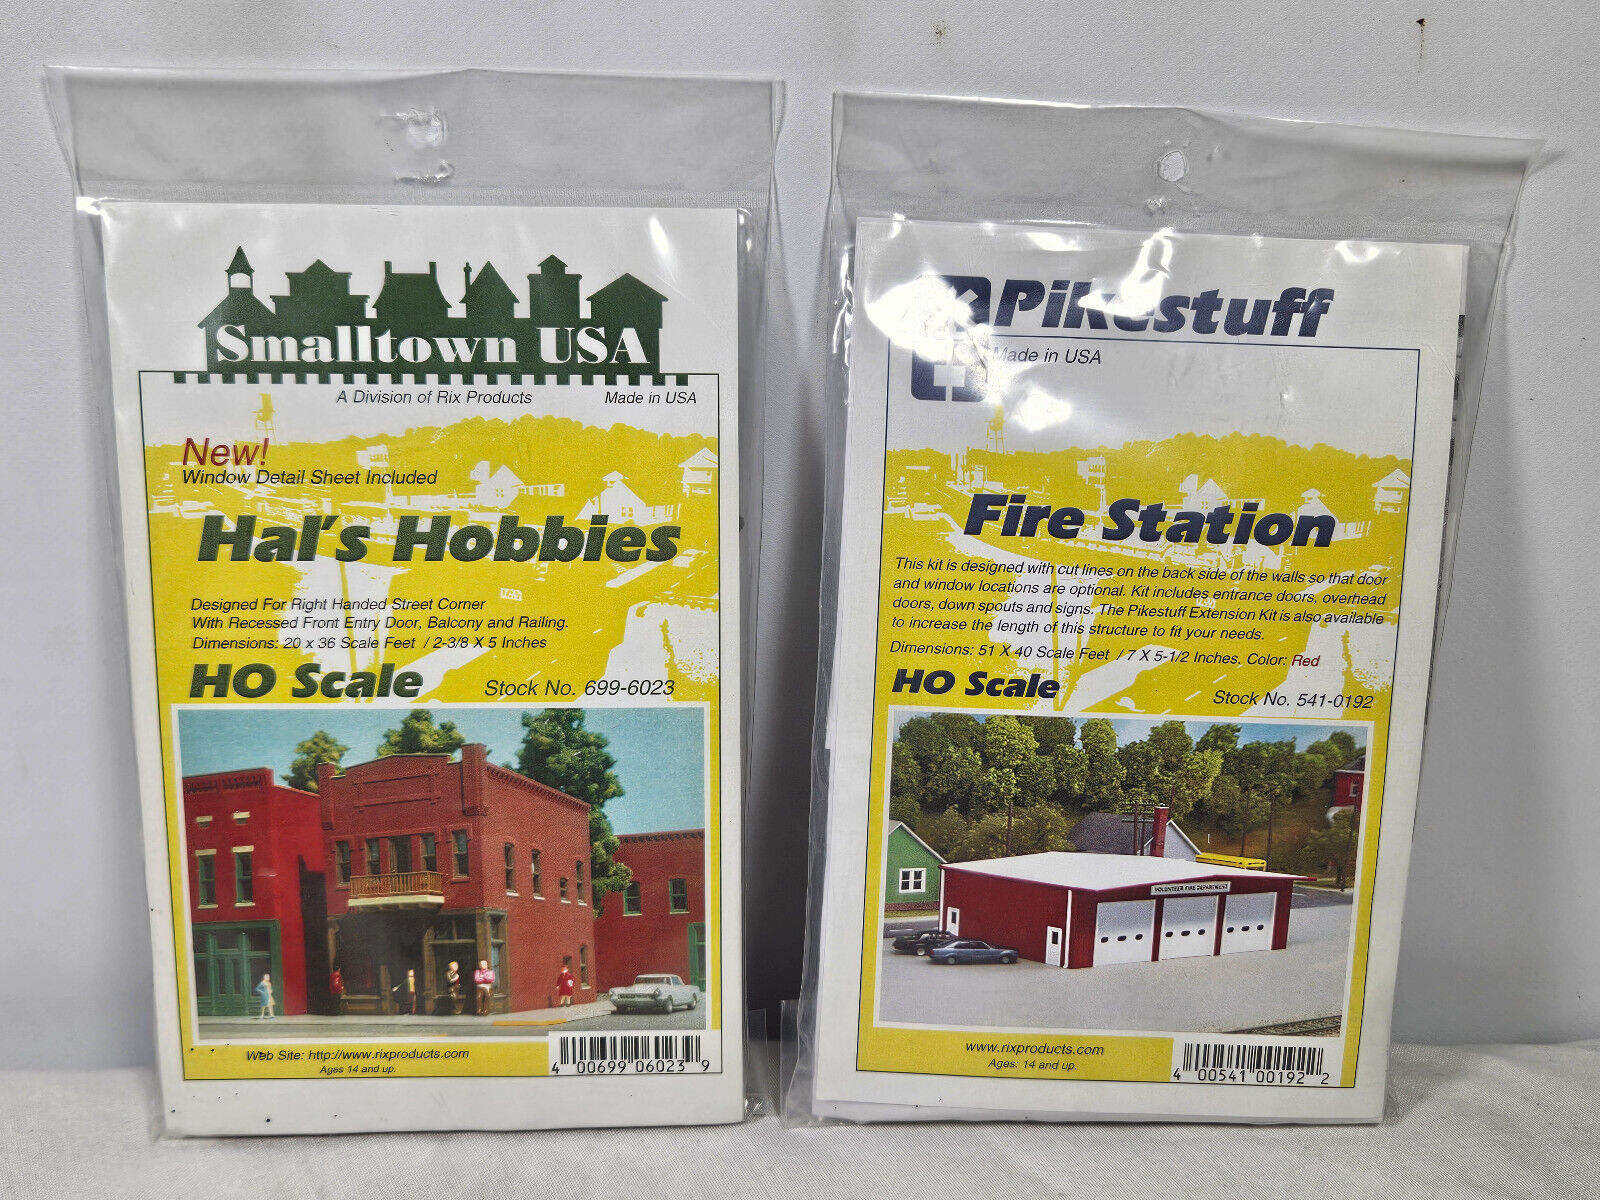 Smalltown USA
A Division of Rix Products
Made in USA
New!
Window Detail Sheet Included
Hal's Hobbies
Designed For Right Handed Street Corner
With Recessed Front Entry Door, Balcony and Railing.
Dimensions: 20 x 36 Scale Feet / 2-3/8 X 5 Inches
HO Scale
Stock No. 699-6023
Web Site: http://www.rixproducts.com
Ages 14 and up.
4 00699 06023 9
Pikestuff
Made in USA
Fire Station
This kit is designed with cut lines on the back side of the walls so that door
and window locations are optional. Kit includes entrance doors, overhead
doors, down spouts and signs. The Pikestuff Extension Kit is also available
to increase the length of this structure to fit your needs.
Dimensions: 51 X 40 Scale Feet / 7 X 5-1/2 Inches. Color: Red
HO Scale
Stock No. 541-0192
VOLUNTEER FIRE DEPARTMENT
www.rixproducts.com
Ages: 14 and up.
4 00541 00192 2